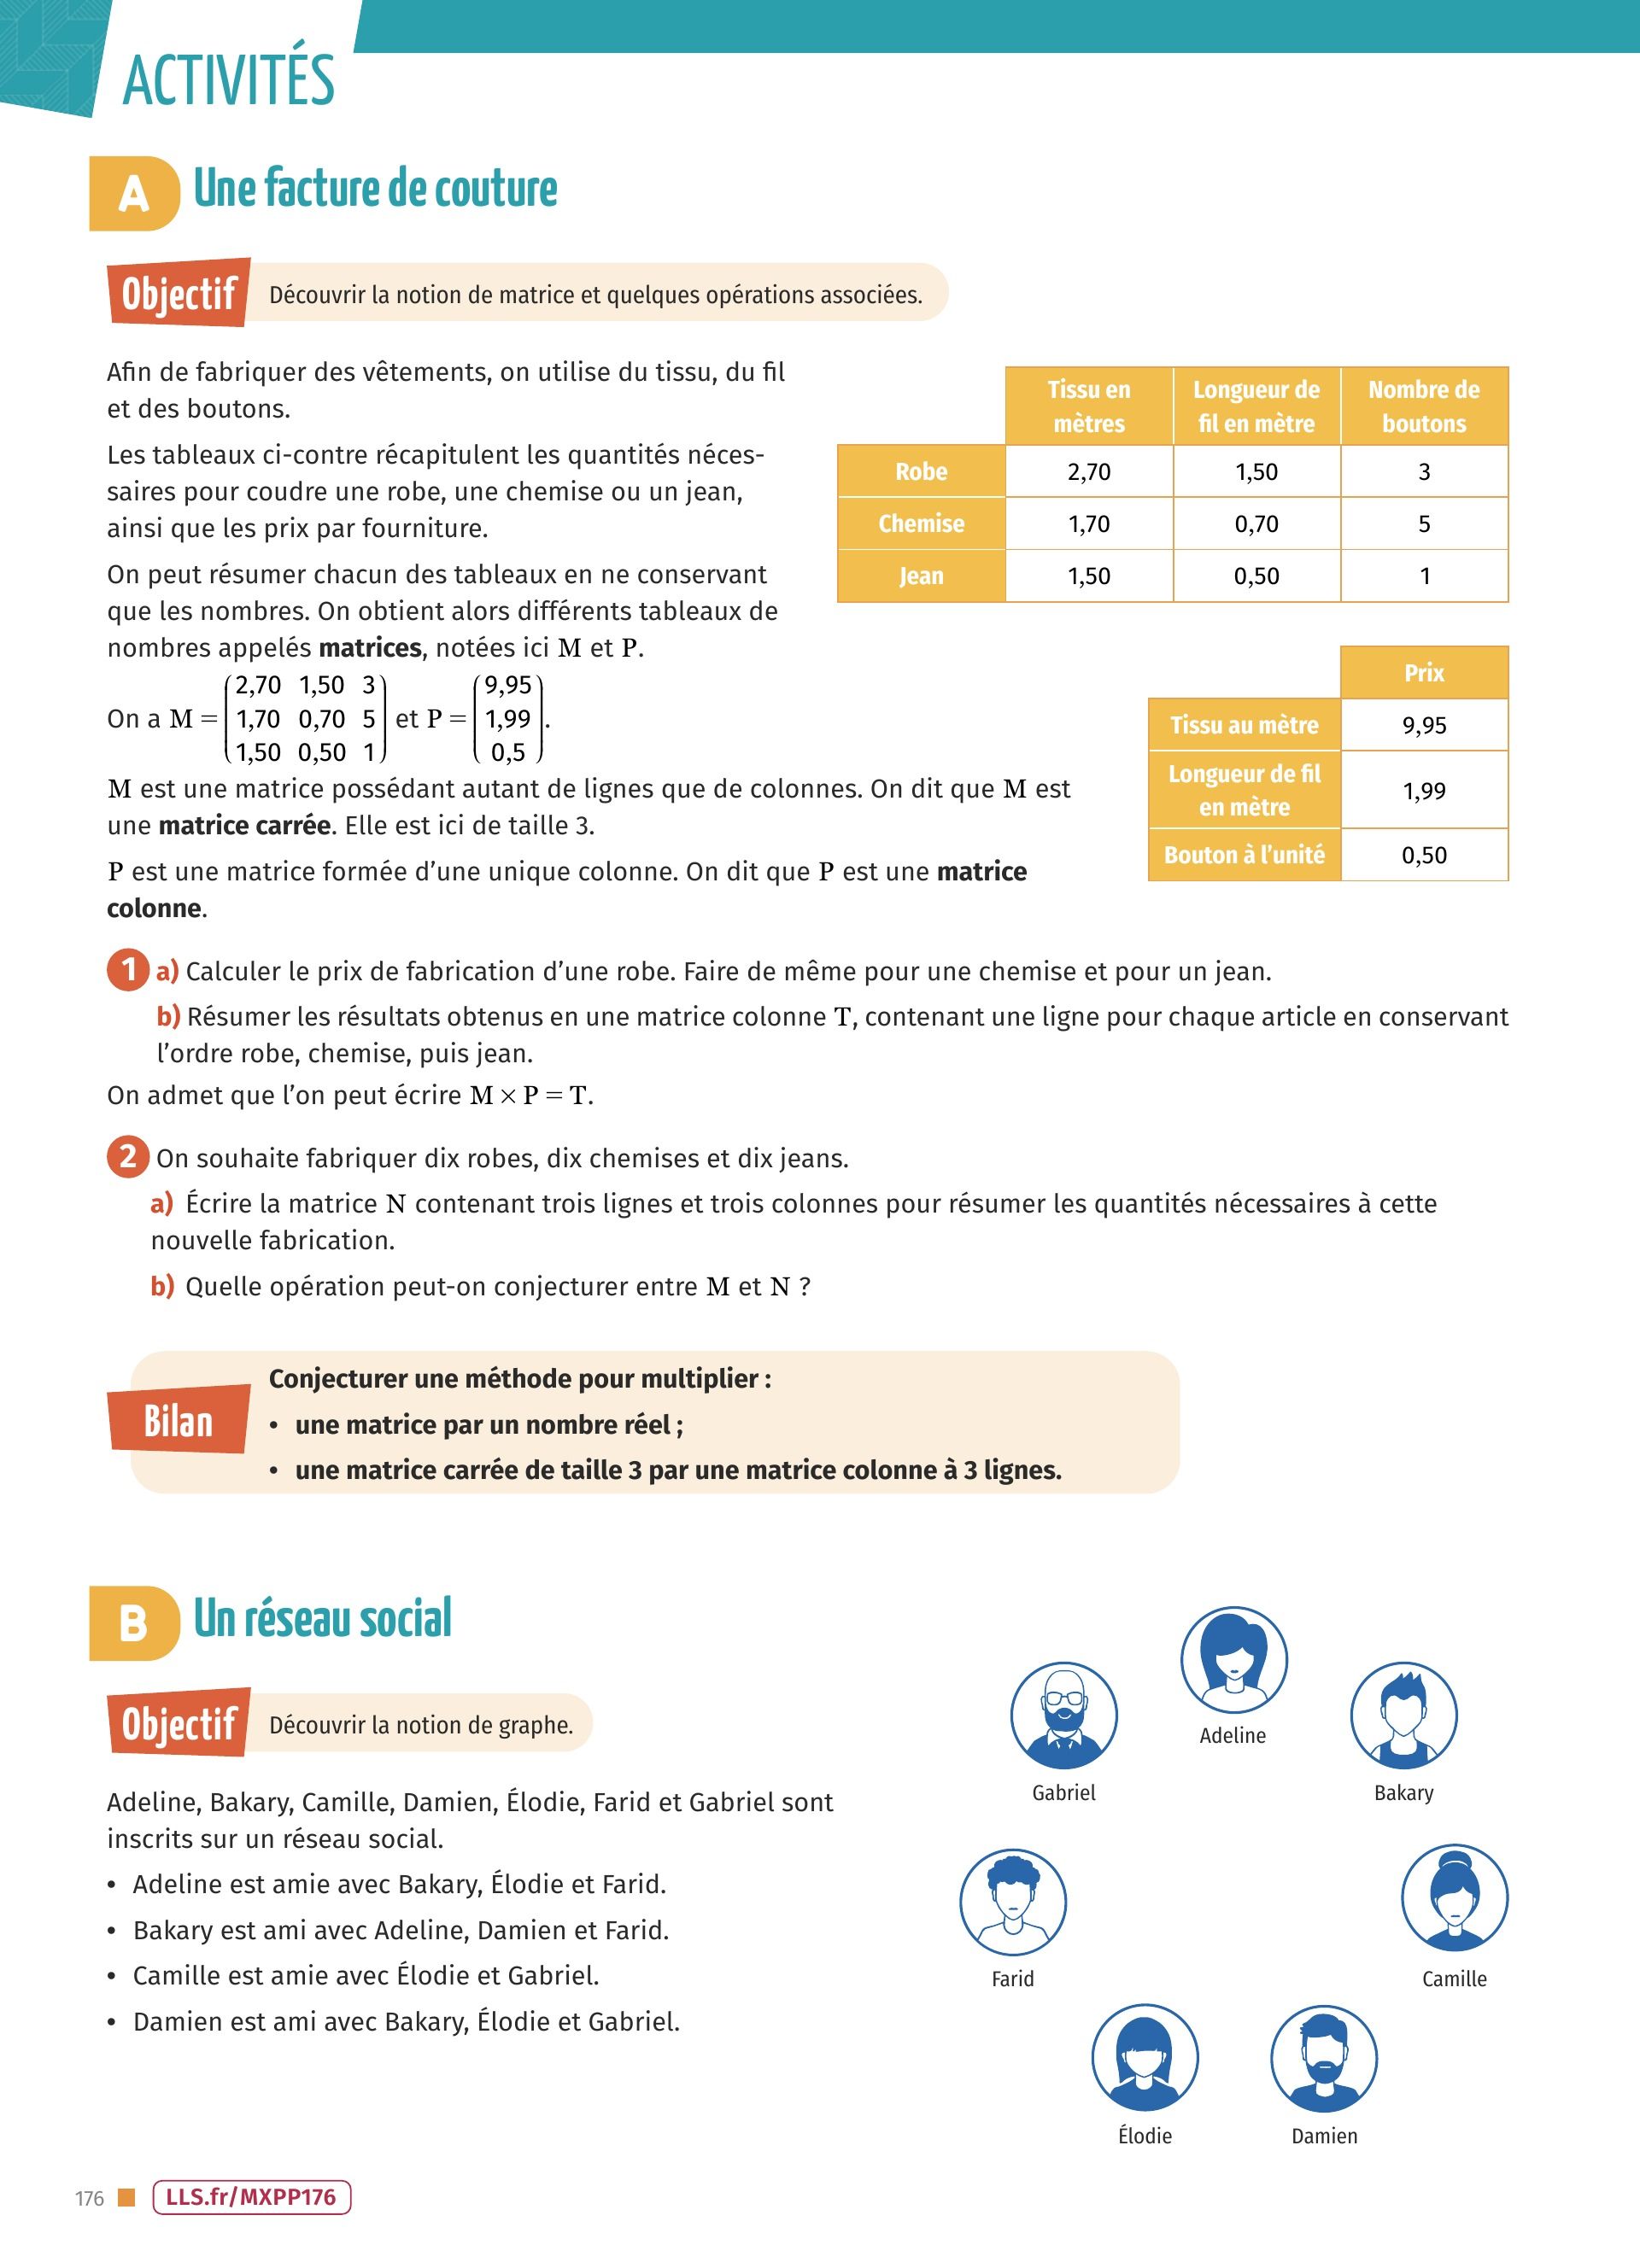 ACTIVITÉS
A
Une facture de couture
Objectif
Découvrir la notion de matrice et quelques opérations associées.
Afin de fabriquer des vêtements, on utilise du tissu, du fil
et des boutons.
Les tableaux ci-contre récapitulent les quantités néces-
saires pour coudre une robe, une chemise ou un jean,
ainsi que les prix par fourniture.
On peut résumer chacun des tableaux en ne conservant
que les nombres. On obtient alors différents tableaux de
nombres appelés matrices, notées ici M et P.
On a M = (2,70 1,50 3
1,70 0,70 5
1,50 0,50 1) et P = (9,95
1,99
0,5).
M est une matrice possédant autant de lignes que de colonnes. On dit que M est
une matrice carrée. Elle est ici de taille 3.
P est une matrice formée d’une unique colonne. On dit que P est une matrice
colonne.
Tissu en mètres Longueur de fil en mètre Nombre de boutons
Robe 2,70 1,50 3
Chemise 1,70 0,70 5
Jean 1,50 0,50 1
Prix
Tissu au mètre 9,95
Longueur de fil en mètre 1,99
Bouton à l’unité 0,50
1 a) Calculer le prix de fabrication d’une robe. Faire de même pour une chemise et pour un jean.
b) Résumer les résultats obtenus en une matrice colonne T, contenant une ligne pour chaque article en conservant
l’ordre robe, chemise, puis jean.
On admet que l’on peut écrire M × P = T.
2 On souhaite fabriquer dix robes, dix chemises et dix jeans.
a) Écrire la matrice N contenant trois lignes et trois colonnes pour résumer les quantités nécessaires à cette
nouvelle fabrication.
b) Quelle opération peut-on conjecturer entre M et N ?
Bilan
Conjecturer une méthode pour multiplier :
• une matrice par un nombre réel ;
• une matrice carrée de taille 3 par une matrice colonne à 3 lignes.
B
Un réseau social
Objectif
Découvrir la notion de graphe.
Adeline, Bakary, Camille, Damien, Élodie, Farid et Gabriel sont
inscrits sur un réseau social.
• Adeline est amie avec Bakary, Élodie et Farid.
• Bakary est ami avec Adeline, Damien et Farid.
• Camille est amie avec Élodie et Gabriel.
• Damien est ami avec Bakary, Élodie et Gabriel.
Adeline
Gabriel
Bakary
Farid
Camille
Élodie
Damien
176
LLS.fr/MXPP176